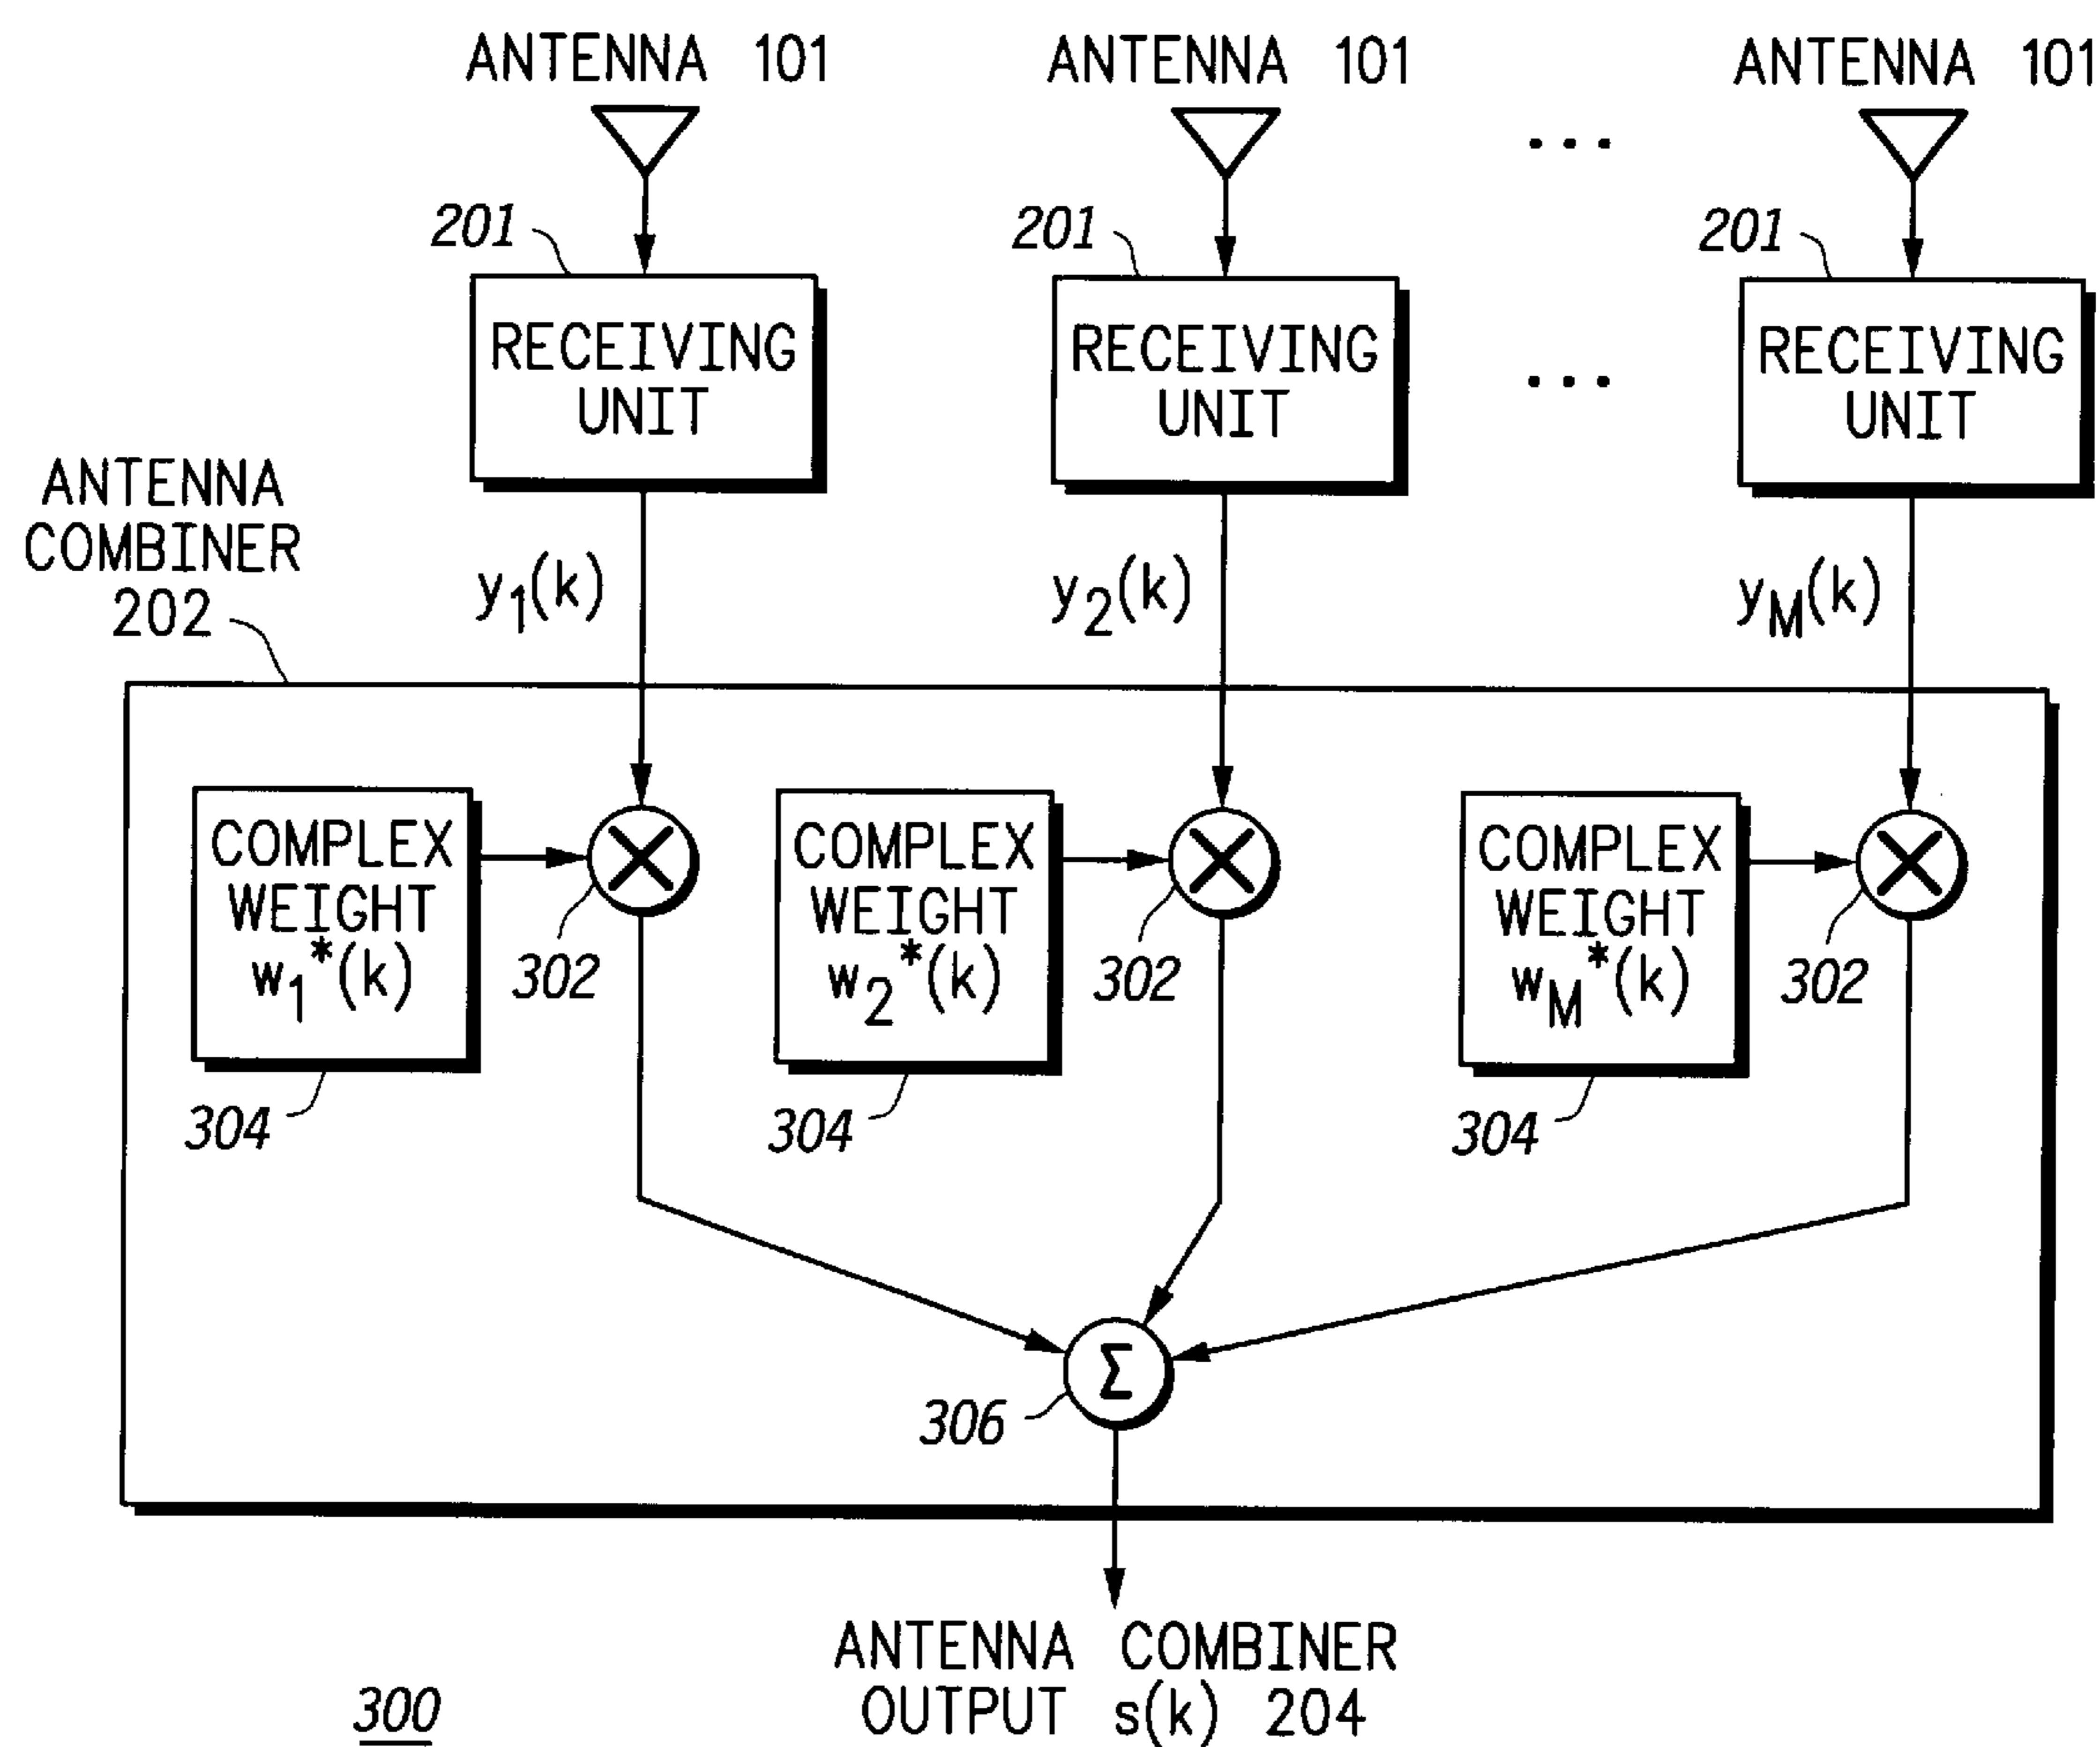 ANTENNA 101 ANTENNA 101 ANTENNA 101
... 
201 201 201
RECEIVING UNIT
RECEIVING UNIT
...
RECEIVING UNIT
ANTENNA
COMBINER
202
y1(k) y2(k) yM(k)
COMPLEX
WEIGHT
w1*(k)
302
COMPLEX
WEIGHT
w2*(k)
302
COMPLEX
WEIGHT
wM*(k)
302
304 304 304
Σ
306
ANTENNA COMBINER
OUTPUT s(k) 204
300